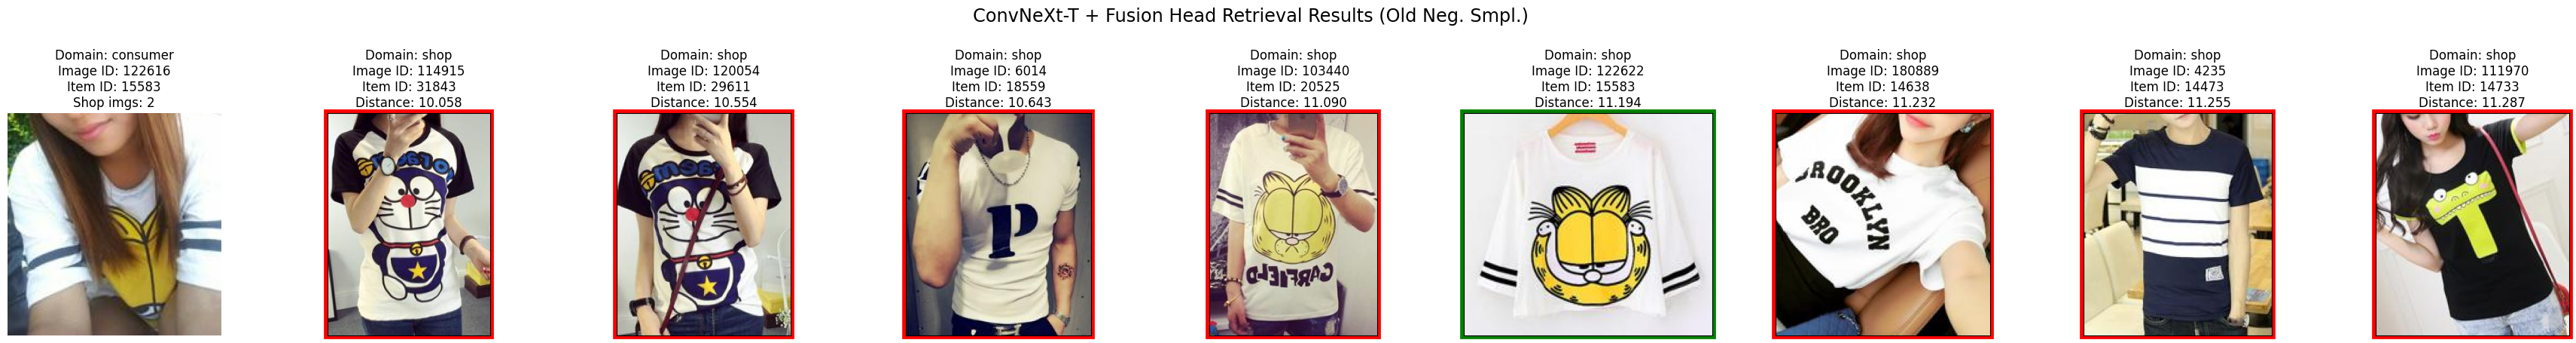 ConvNeXt-T + Fusion Head Retrieval Results (Old Neg. Smpl.)
Domain: consumer
Image ID: 122616
Item ID: 15583
Shop imgs: 2
Domain: shop
Image ID: 114915
Item ID: 31843
Distance: 10.058
Domain: shop
Image ID: 120054
Item ID: 29611
Distance: 10.554
Domain: shop
Image ID: 6014
Item ID: 18559
Distance: 10.643
Domain: shop
Image ID: 103440
Item ID: 20525
Distance: 11.090
Domain: shop
Image ID: 122622
Item ID: 15583
Distance: 11.194
Domain: shop
Image ID: 180889
Item ID: 14638
Distance: 11.232
Domain: shop
Image ID: 4235
Item ID: 14473
Distance: 11.255
Domain: shop
Image ID: 111970
Item ID: 14733
Distance: 11.287
P
GARFIELD
BROOKLYN
BRO